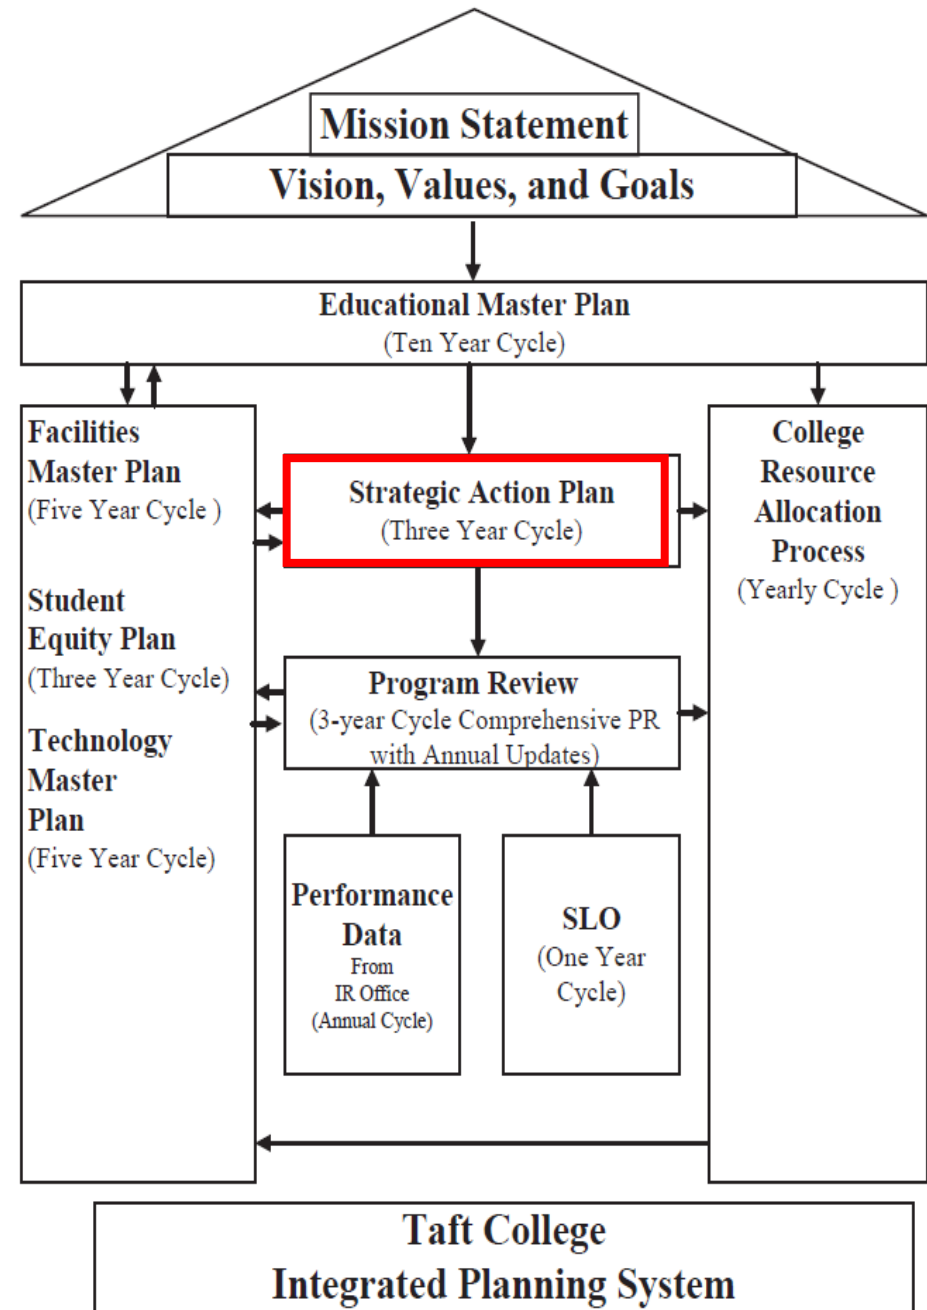 Mission Statement
Vision, Values, and Goals
Educational Master Plan
(Ten Year Cycle)
Facilities
Master Plan
(Five Year Cycle )
Student
Equity Plan
(Three Year Cycle)
Technology
Master
Plan
(Five Year Cycle)
Strategic Action Plan
(Three Year Cycle)
Program Review
(3-year Cycle Comprehensive PR
with Annual Updates)
Performance
Data
From
IR Office
(Annual Cycle)
SLO
(One Year
Cycle)
College
Resource
Allocation
Process
(Yearly Cycle )
Taft College
Integrated Planning System